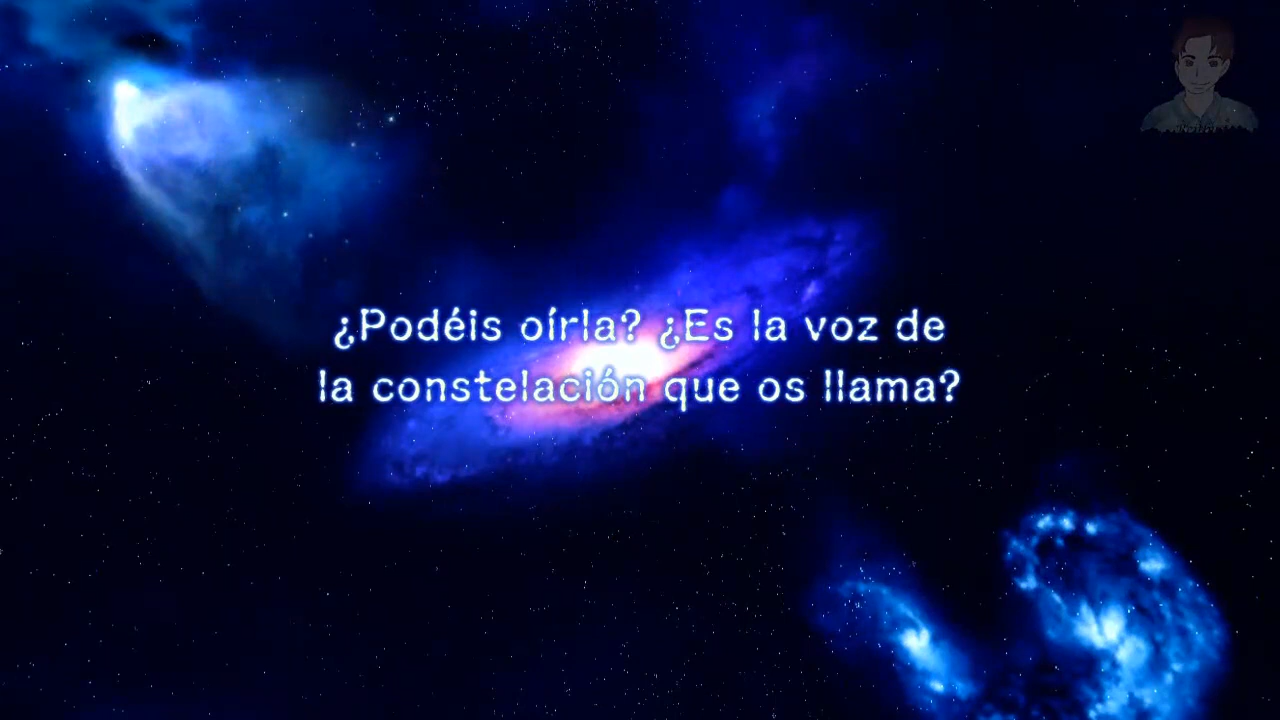 ¿Podéis oírla? ¿Es la voz de
la constelación que os llama?